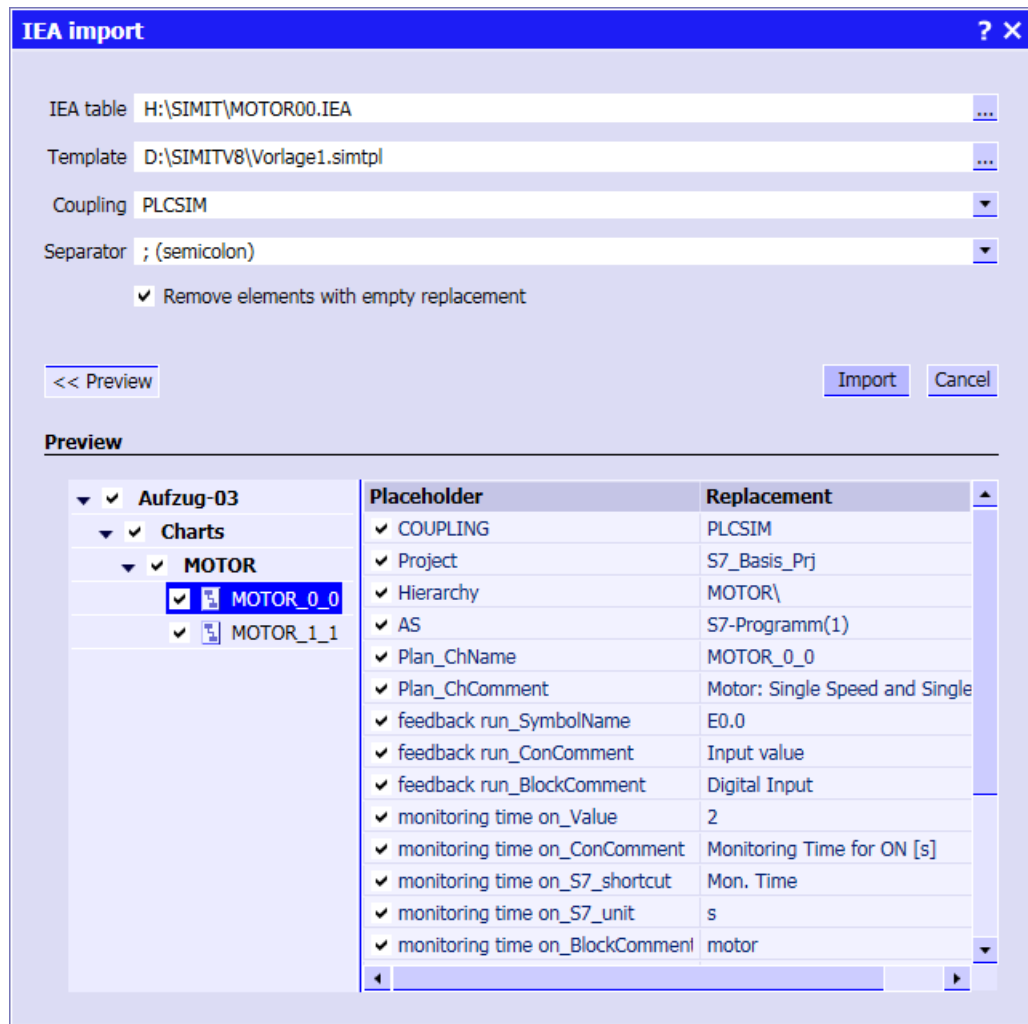 IEA import ?
IEA table H:\SIMIT\MOTOR00.IEA ...
Template D:\SIMITV8\Vorlage1.simtpl ...
Coupling PLCSIM
Separator ; (semicolon)
Remove elements with empty replacement
<< Preview Import Cancel
Preview
Aufzug-03
Charts
MOTOR
MOTOR_0_0
MOTOR_1_1
Placeholder Replacement
COUPLING PLCSIM
Project S7_Basis_Prj
Hierarchy MOTOR\
AS S7-Programm(1)
Plan_ChName MOTOR_0_0
Plan_ChComment Motor: Single Speed and Single
feedback run_SymbolName E0.0
feedback run_ConComment Input value
feedback run_BlockComment Digital Input
monitoring time on_Value 2
monitoring time on_ConComment Monitoring Time for ON [s]
monitoring time on_S7_shortcut Mon. Time
monitoring time on_S7_unit s
monitoring time on_BlockComment motor